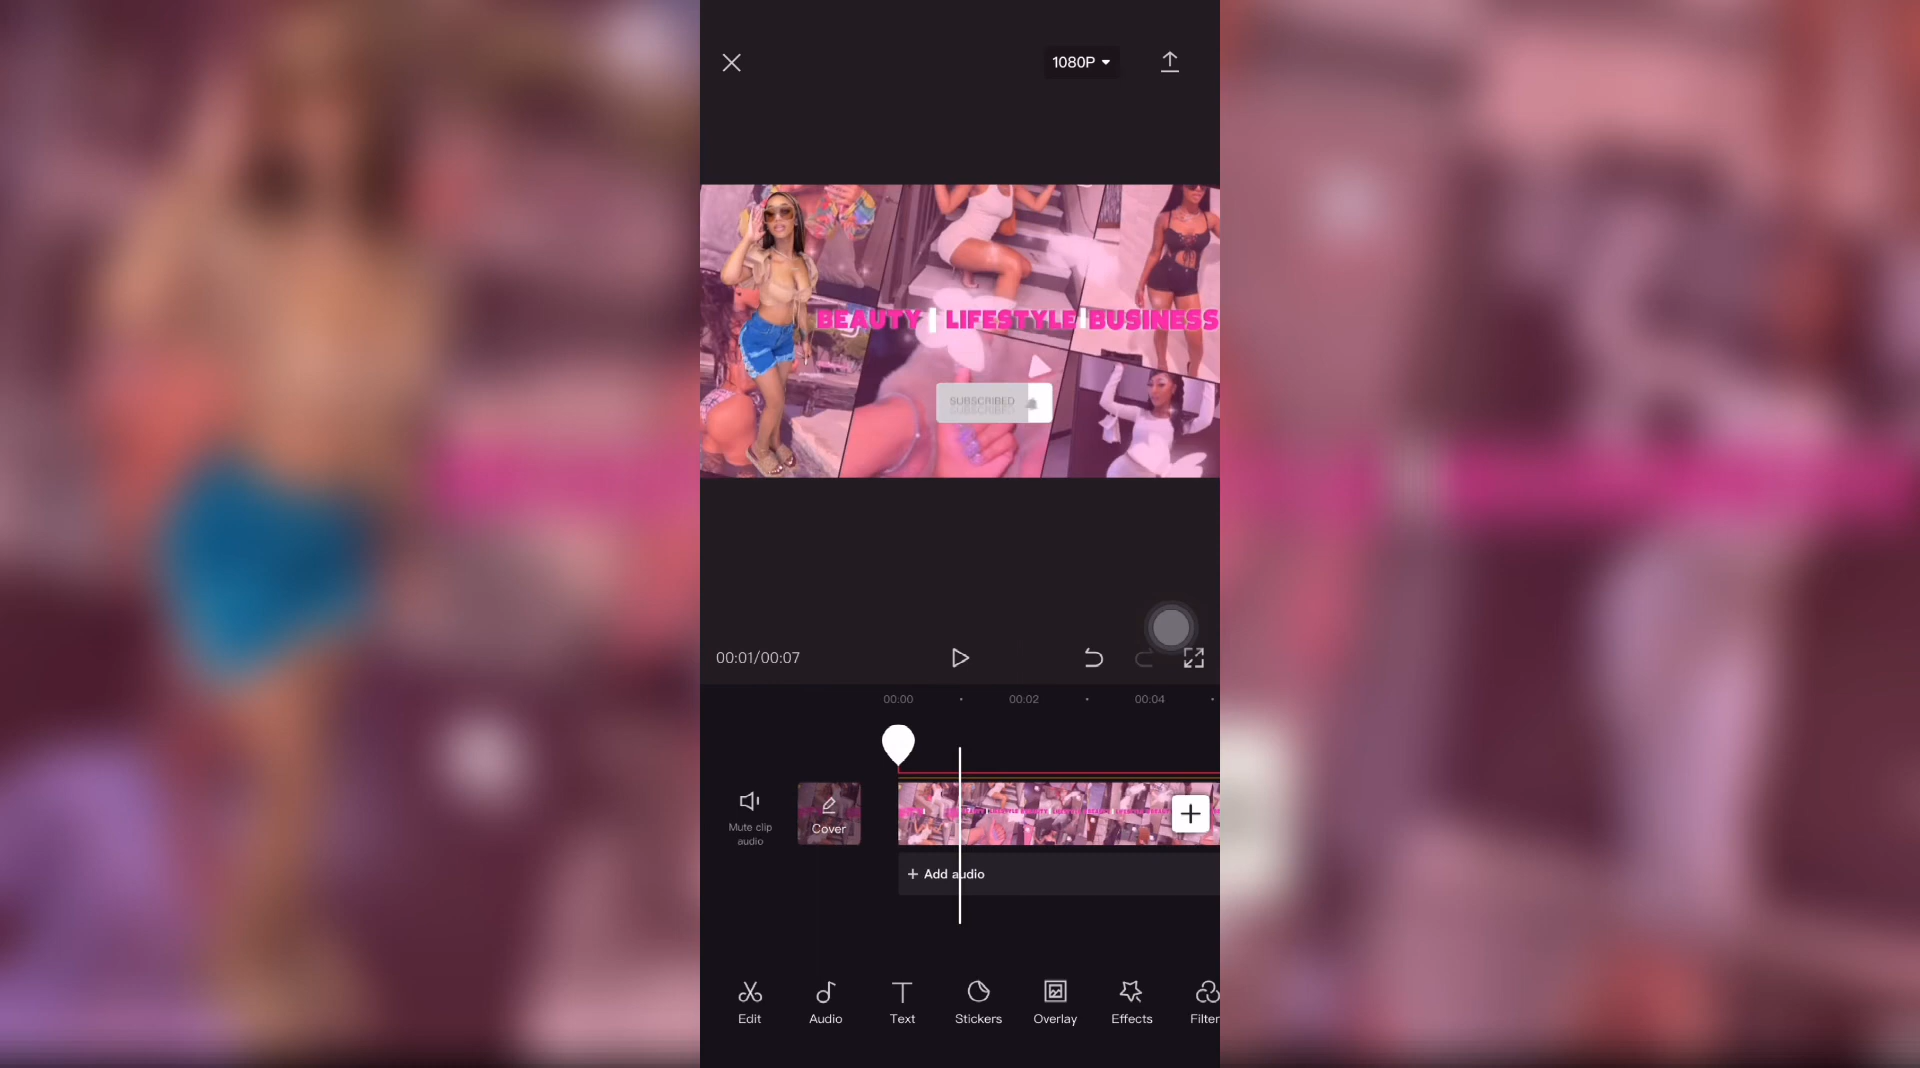 1080P
BEAUTY | LIFESTYLE | BUSINESS
SUBSCRIBED
SUBSCRIBED
00:01/00:07
00:00 00:02 00:04
Mute clip
audio
Cover
+ Add audio
Edit Audio Text Stickers Overlay Effects Filter